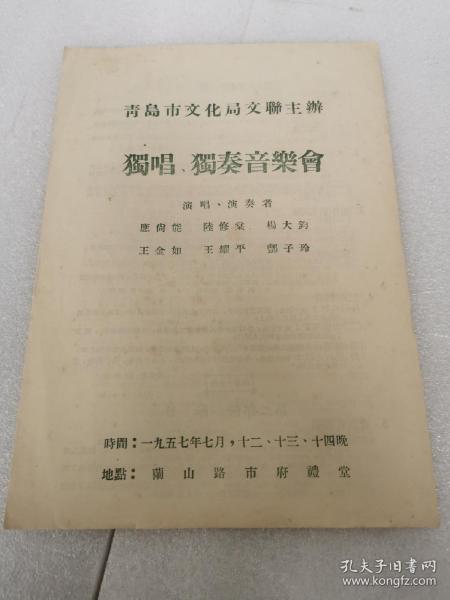 青島市文化局文聯主辦
獨唱、獨奏音樂會
演唱、演奏者
應尙能 陸修棠 楊大鈞
王金如 王耀平 鄧子玲
時間：一九五七年七月，十二、十三、十四晚
地點：蘭山路市府禮堂
孔夫子旧书网
www.kongfz.com